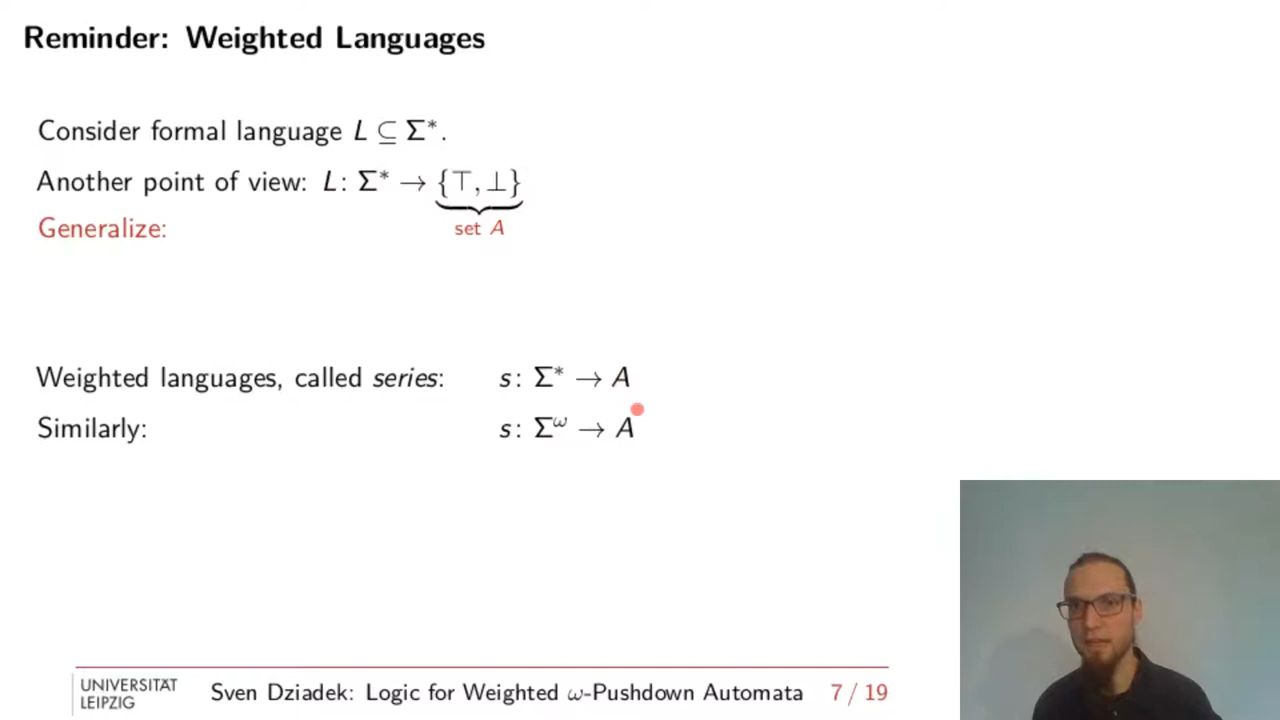 Reminder: Weighted Languages
Consider formal language L ⊆ Σ*.
Another point of view: L: Σ* → {⊤, ⊥}
Generalize: set A
Weighted languages, called series: s: Σ* → A
Similarly: s: Σ^ω → A
UNIVERSITÄT
LEIPZIG
Sven Dziadek: Logic for Weighted ω-Pushdown Automata 7 / 19